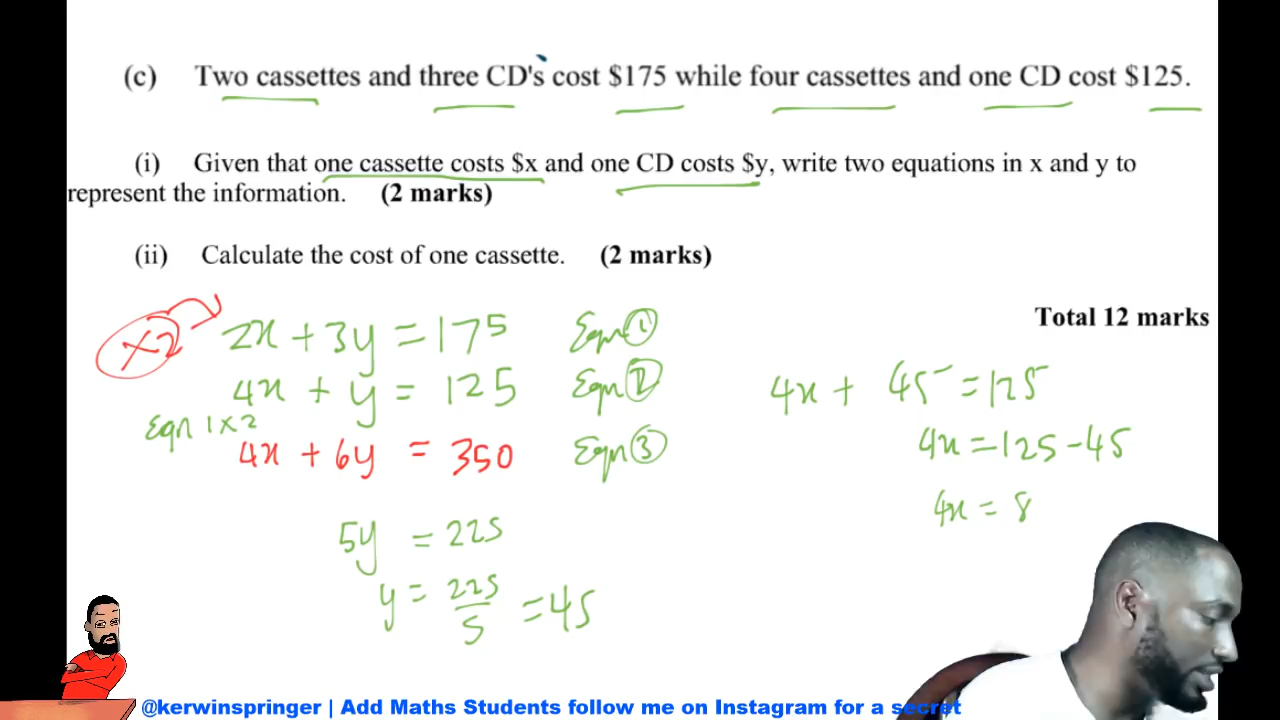 (c) Two cassettes and three CD's cost $175 while four cassettes and one CD cost $125.
(i) Given that one cassette costs $x and one CD costs $y, write two equations in x and y to
represent the information. (2 marks)
(ii) Calculate the cost of one cassette. (2 marks)
Total 12 marks
×2
2x + 3y = 175 Eqn 1
4x + y = 125 Eqn 2
Eqn 1 × 2
4x + 6y = 350 Eqn 3
5y = 225
y = 225/5 = 45
4x + 45 = 125
4x = 125 - 45
4x = 8
@kerwinspringer | Add Maths Students follow me on Instagram for a secret